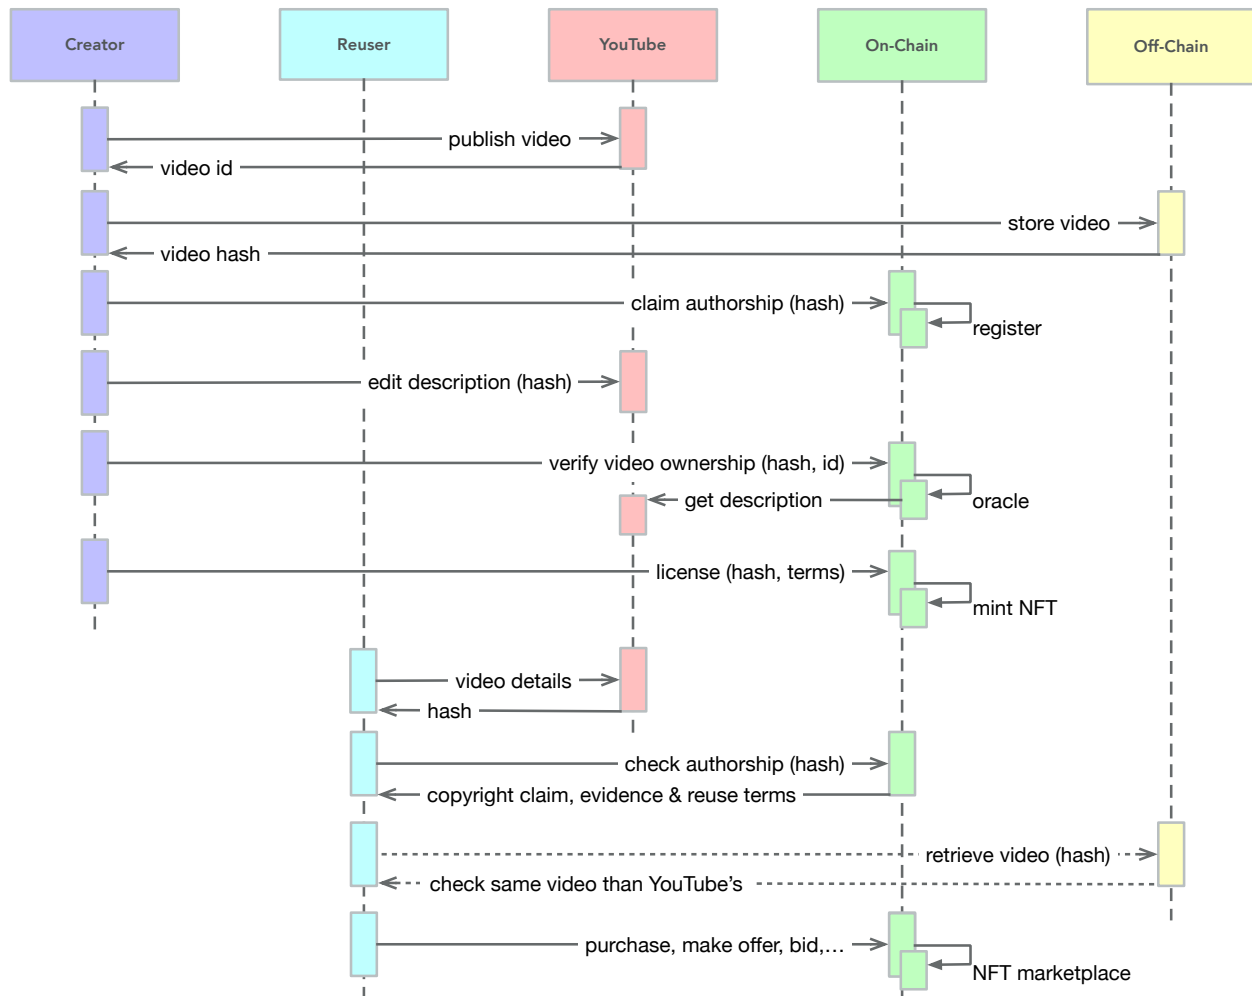 Creator
Reuser
YouTube
On-Chain
Off-Chain
publish video
video id
store video
video hash
claim authorship (hash)
register
edit description (hash)
verify video ownership (hash, id)
get description
oracle
license (hash, terms)
mint NFT
video details
hash
check authorship (hash)
copyright claim, evidence & reuse terms
retrieve video (hash)
check same video than YouTube’s
purchase, make offer, bid,…
NFT marketplace